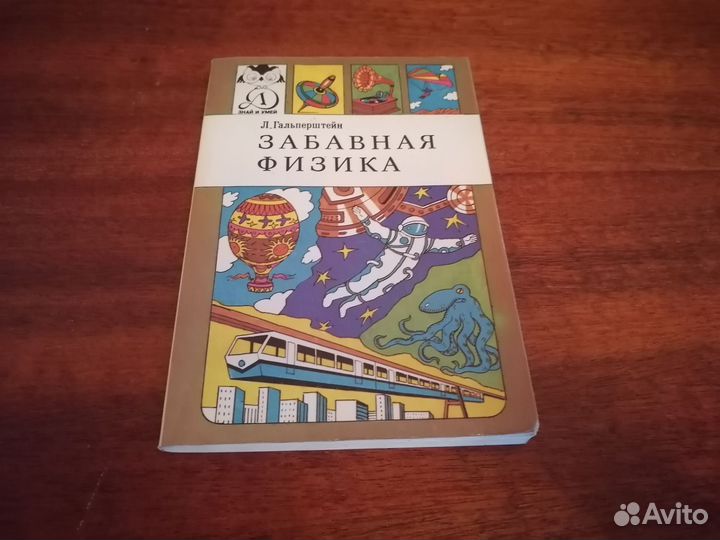 ЗНАЙ И УМЕЙ
Л. Гальперштейн
ЗАБАВНАЯ
ФИЗИКА
Avito